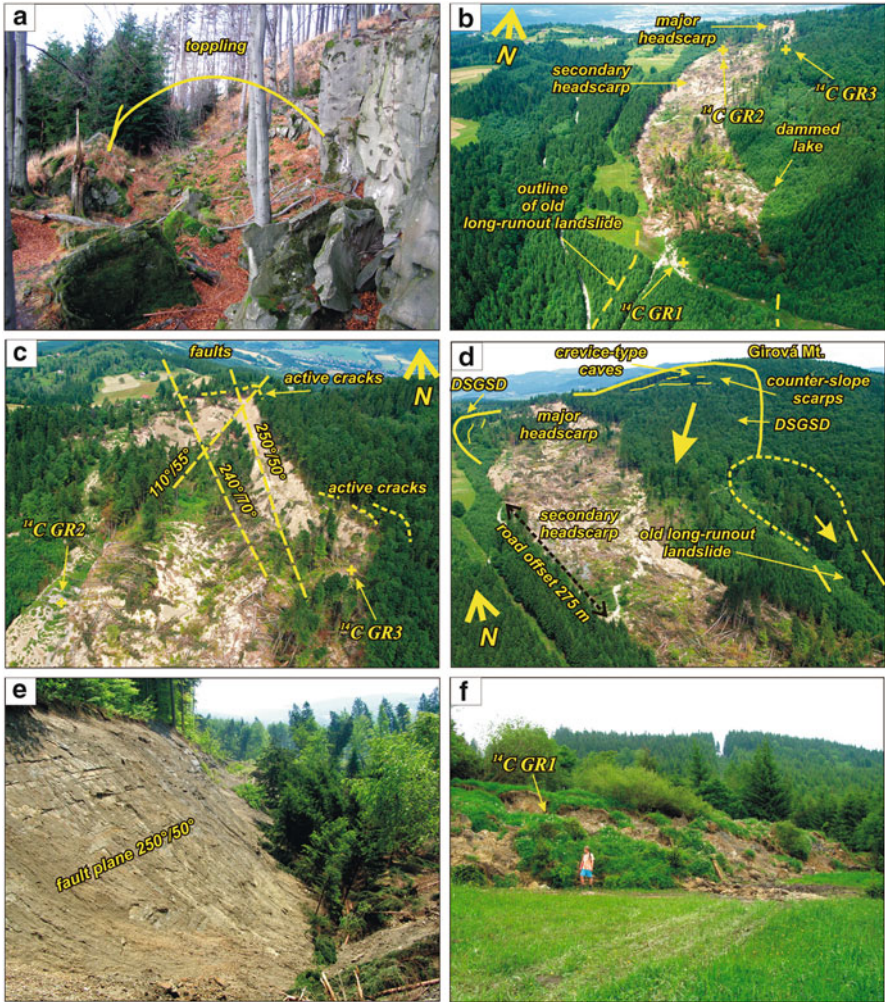 a
toppling
b
N
major
headscarp
secondary
headscarp
14C GR2
14C GR3
dammed
lake
outline
of old
long-runout landslide
14C GR1
c
faults
N
active cracks
110°/55°
240°/70°
250°/50°
active cracks
14C GR2
14C GR3
d
crevice-type
caves
Girová Mt.
DSGSD
counter-slope
scarps
major
headscarp
DSGSD
secondary
headscarp
old long-runout
landslide
road offset 275 m
N
e
fault plane 250°/50°
f
14C GR1